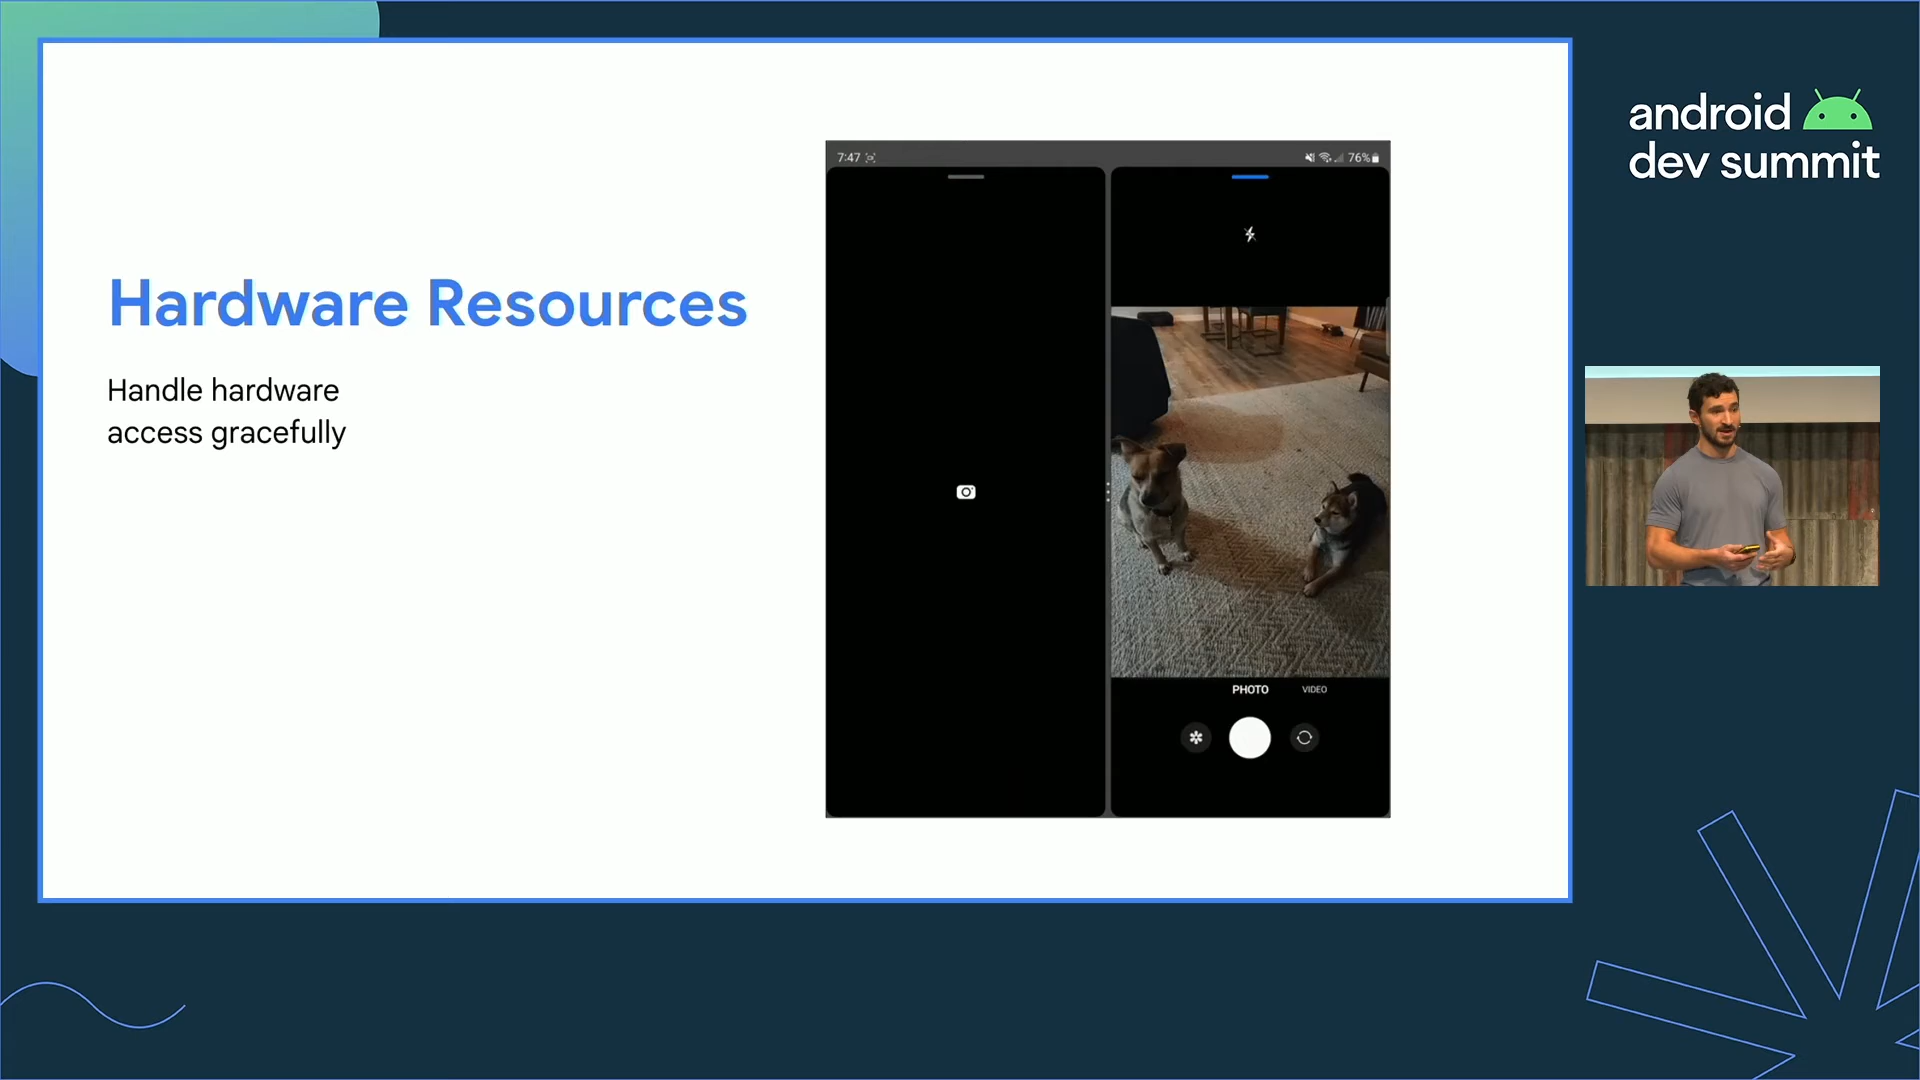 Hardware Resources
Handle hardware
access gracefully
7:47
76%
PHOTO
VIDEO
android
dev summit